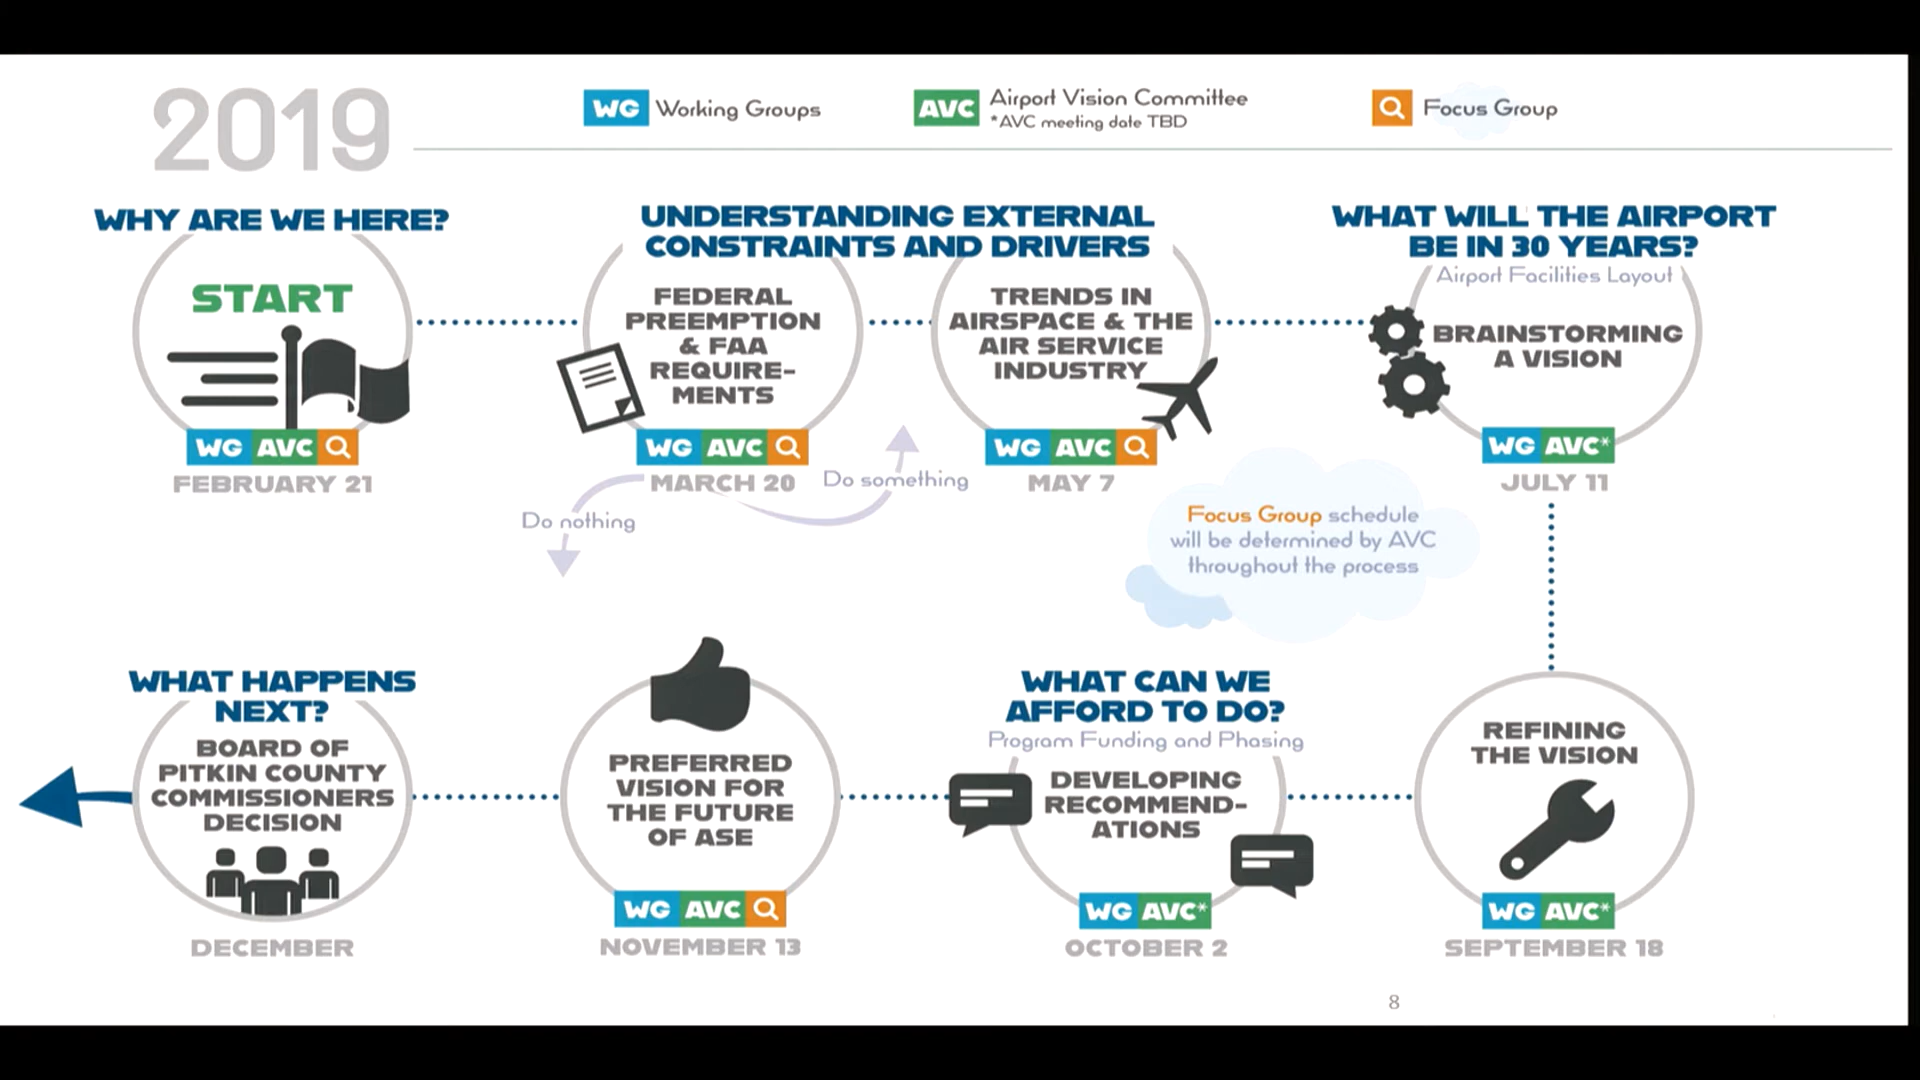 2019
WG Working Groups
AVC Airport Vision Committee
*AVC meeting date TBD
Focus Group
WHY ARE WE HERE?
START
WG AVC
FEBRUARY 21
UNDERSTANDING EXTERNAL
CONSTRAINTS AND DRIVERS
FEDERAL
PREEMPTION
& FAA
REQUIRE-
MENTS
WG AVC
MARCH 20
Do nothing
Do something
TRENDS IN
AIRSPACE & THE
AIR SERVICE
INDUSTRY
WG AVC
MAY 7
WHAT WILL THE AIRPORT
BE IN 30 YEARS?
Airport Facilities Layout
BRAINSTORMING
A VISION
WG AVC*
JULY 11
Focus Group schedule
will be determined by AVC
throughout the process
REFINING
THE VISION
WG AVC*
SEPTEMBER 18
WHAT CAN WE
AFFORD TO DO?
Program Funding and Phasing
DEVELOPING
RECOMMEND-
ATIONS
WG AVC*
OCTOBER 2
PREFERRED
VISION FOR
THE FUTURE
OF ASE
WG AVC
NOVEMBER 13
WHAT HAPPENS
NEXT?
BOARD OF
PITKIN COUNTY
COMMISSIONERS
DECISION
DECEMBER
8